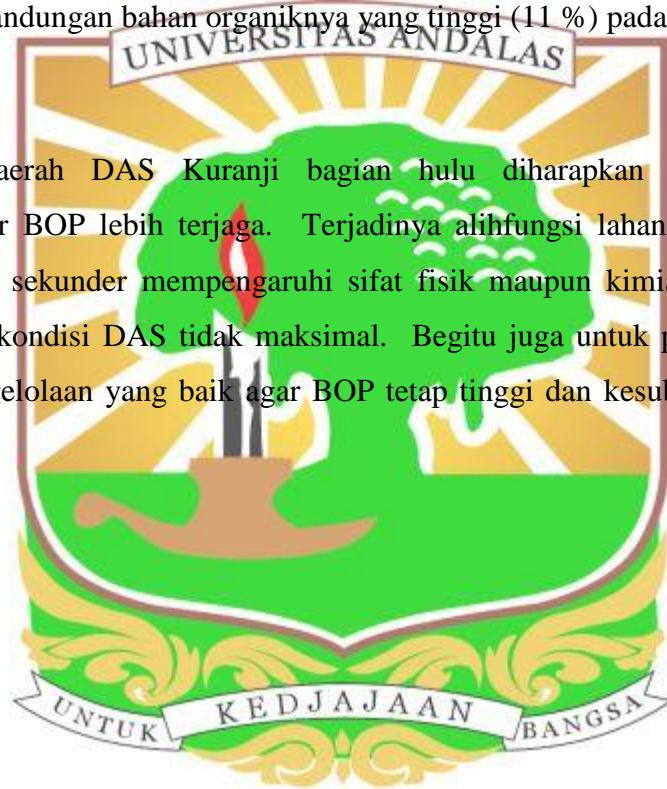 andungan bahan organiknya yang tinggi (11 %) pada
UNIVERSITAS ANDALAS
aerah DAS Kuranji bagian hulu diharapkan
r BOP lebih terjaga. Terjadinya alihfungsi lahan
sekunder mempengaruhi sifat fisik maupun kimia
kondisi DAS tidak maksimal. Begitu juga untuk p
gelolaan yang baik agar BOP tetap tinggi dan kesub
UNTUK KEDJAJAAN BANGSA